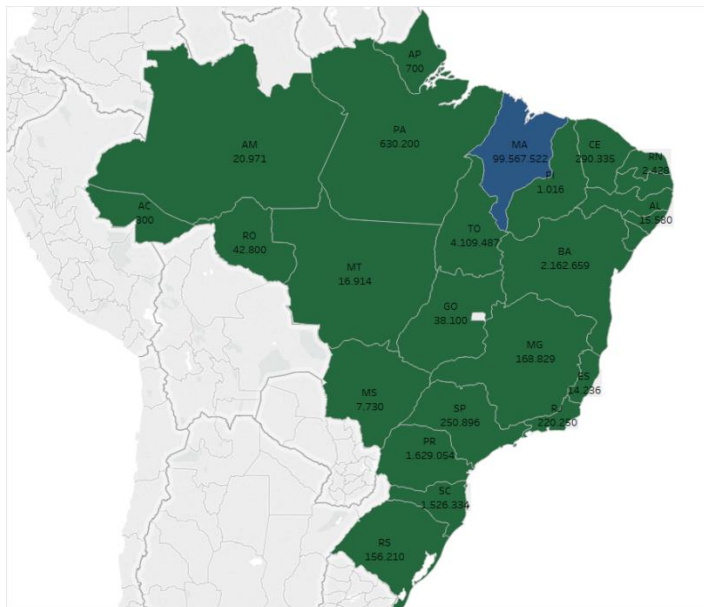 AP
700
PA
630.200
AM
20.971
MA
99.567.522
CE
290.335
RN
2.428
PI
1.016
AC
300
RO
42.800
TO
4.109.487
AL
15.580
BA
2.162.659
MT
16.914
GO
38.100
MG
168.829
ES
14.236
MS
7.730
SP
250.896
RJ
220.250
PR
1.629.054
SC
1.526.334
RS
156.210